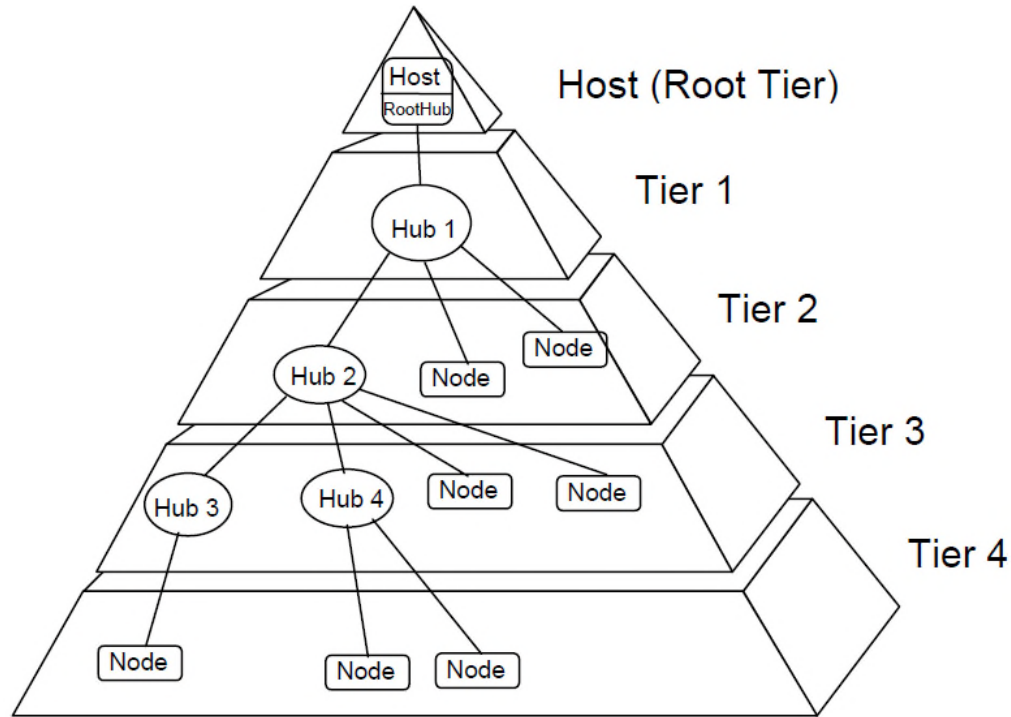 Host
RootHub
Host (Root Tier)
Tier 1
Hub 1
Tier 2
Node
Hub 2
Node
Tier 3
Hub 3
Hub 4
Node
Node
Tier 4
Node
Node
Node